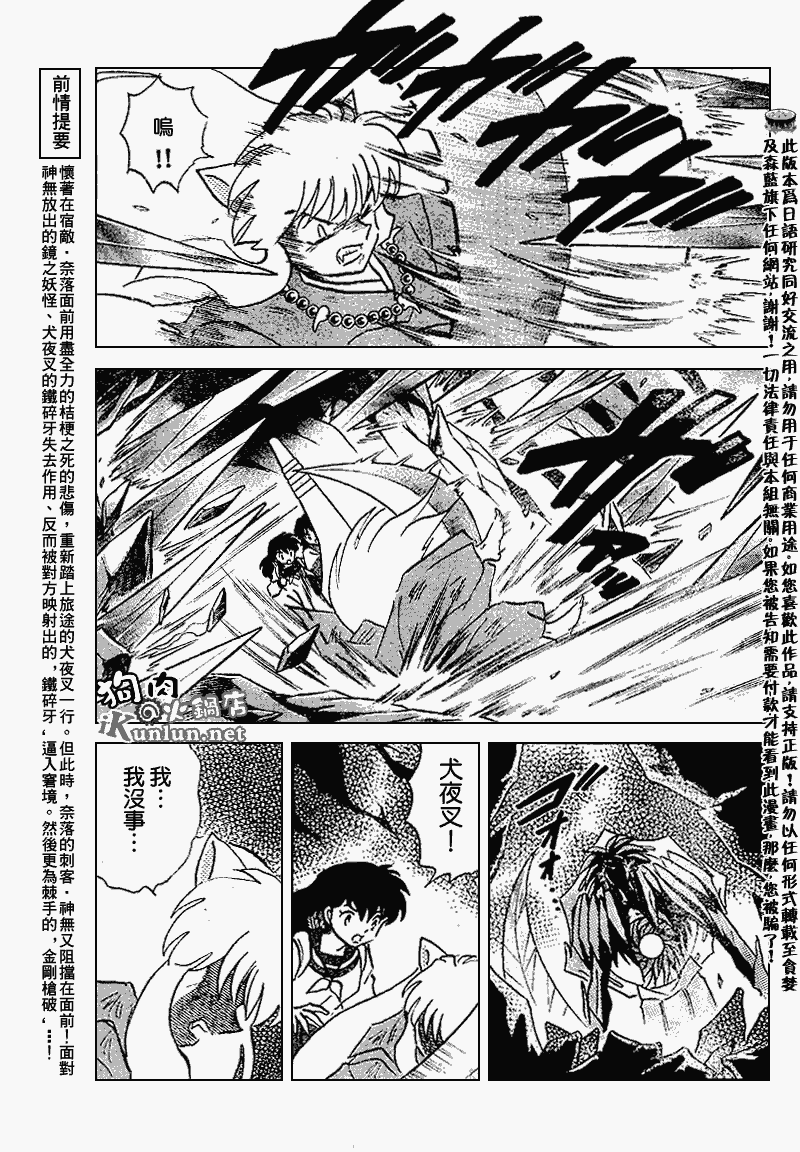 此版本爲日語研究同好交流之用,請勿用于任何商業用途。如您喜歡此作品,請支持正版！請勿以任何形式轉載至貪婪
及森藍旗下任何網站,謝謝！一切法律責任與本組無關。如果您被告知需要付款才能看到此漫畫,那麼,您被騙了！
ガガガガ
嗚!!
ガガ
狗肉@火鍋店
iKunlun.net
ゴオオ
犬夜叉！
我…
我沒事…
前情提要
懷著在宿敵．奈落面前用盡全力的桔梗之死的悲傷，重新踏上旅途的犬夜叉一行。但此時，奈落的刺客．神無又阻擋在面前！面對
神無放出的鏡之妖怪、犬夜叉的鐵碎牙失去作用、反而被對方映射出的，鐵碎牙‘逼入窘境。然後更為棘手的，金剛槍破‘……！